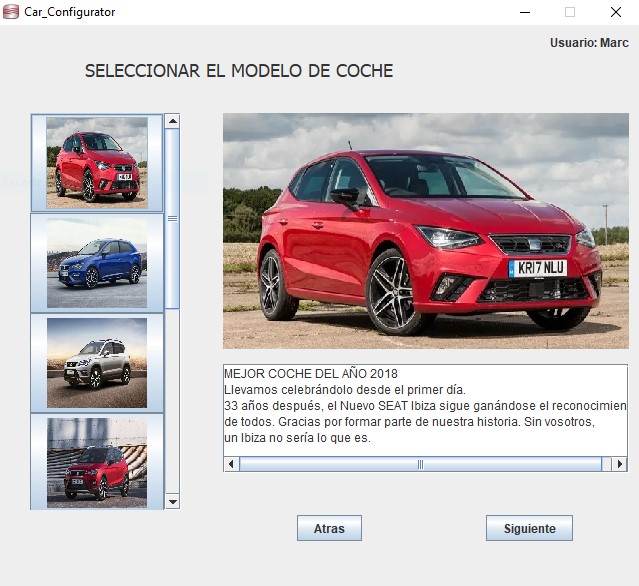 Car_Configurator
Usuario: Marc
SELECCIONAR EL MODELO DE COCHE
KR17 NLU
MEJOR COCHE DEL AÑO 2018
Llevamos celebrándolo desde el primer día.
33 años después, el Nuevo SEAT Ibiza sigue ganándose el reconocimien
de todos. Gracias por formar parte de nuestra historia. Sin vosotros,
un Ibiza no sería lo que es.
Atras
Siguiente